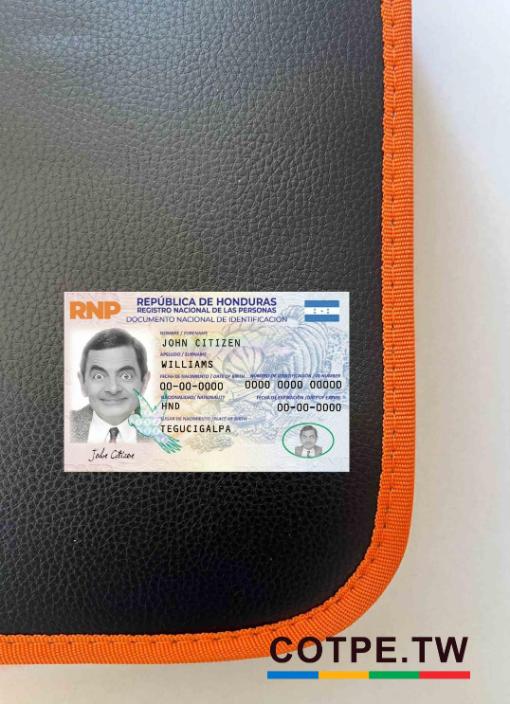 RNP
REPÚBLICA DE HONDURAS
REGISTRO NACIONAL DE LAS PERSONAS
DOCUMENTO NACIONAL DE IDENTIFICACIÓN
NOMBRE / FORENAME
JOHN CITIZEN
APELLIDO / SURNAME
WILLIAMS
FECHA DE NACIMIENTO / DATE OF BIRTH NÚMERO DE IDENTIFICACIÓN / ID NUMBER
00-00-0000 0000 0000 00000
NACIONALIDAD / NATIONALITY FECHA DE EXPIRACIÓN / DATE OF EXPIRY
HND 00-00-0000
LUGAR DE NACIMIENTO / PLACE OF BIRTH
TEGUCIGALPA
John Citizen
COTPE.TW